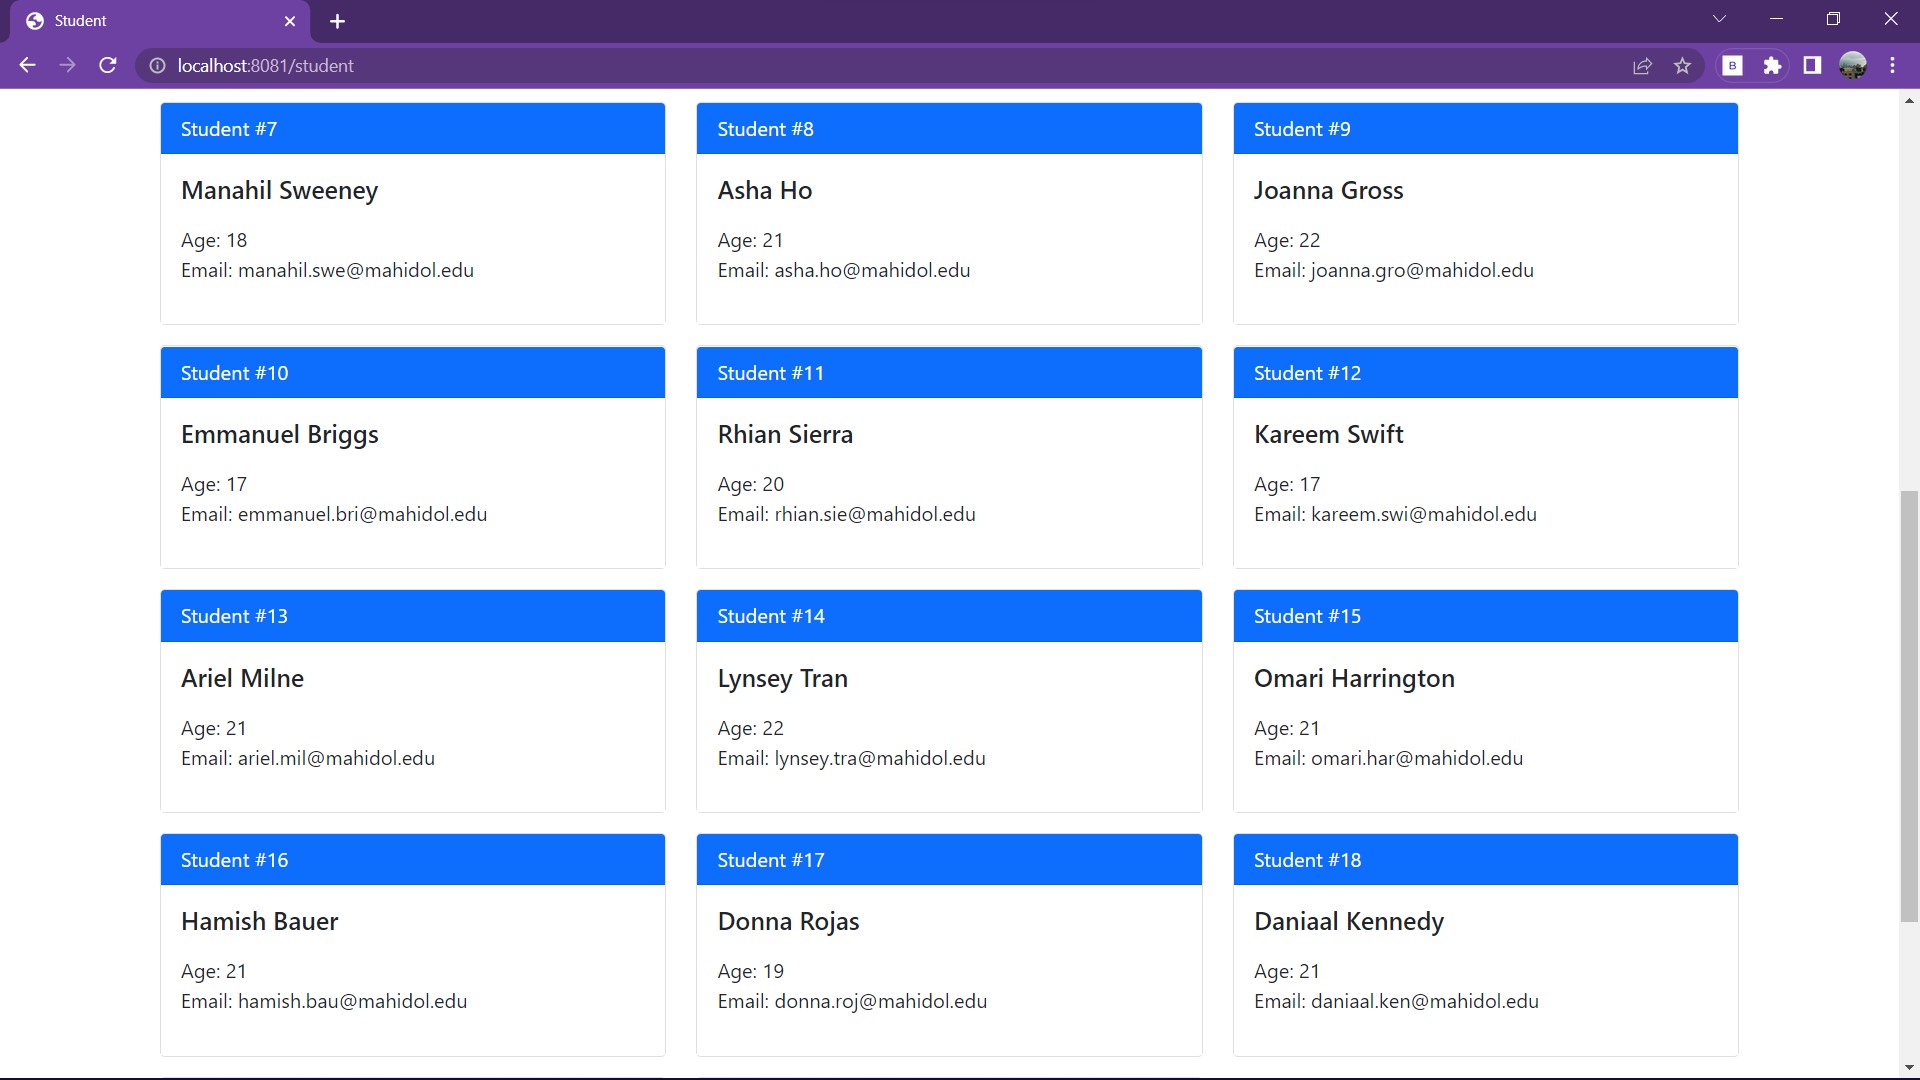 Student
localhost:8081/student
B
Student #7
Manahil Sweeney
Age: 18
Email: manahil.swe@mahidol.edu
Student #8
Asha Ho
Age: 21
Email: asha.ho@mahidol.edu
Student #9
Joanna Gross
Age: 22
Email: joanna.gro@mahidol.edu
Student #10
Emmanuel Briggs
Age: 17
Email: emmanuel.bri@mahidol.edu
Student #11
Rhian Sierra
Age: 20
Email: rhian.sie@mahidol.edu
Student #12
Kareem Swift
Age: 17
Email: kareem.swi@mahidol.edu
Student #13
Ariel Milne
Age: 21
Email: ariel.mil@mahidol.edu
Student #14
Lynsey Tran
Age: 22
Email: lynsey.tra@mahidol.edu
Student #15
Omari Harrington
Age: 21
Email: omari.har@mahidol.edu
Student #16
Hamish Bauer
Age: 21
Email: hamish.bau@mahidol.edu
Student #17
Donna Rojas
Age: 19
Email: donna.roj@mahidol.edu
Student #18
Daniaal Kennedy
Age: 21
Email: daniaal.ken@mahidol.edu